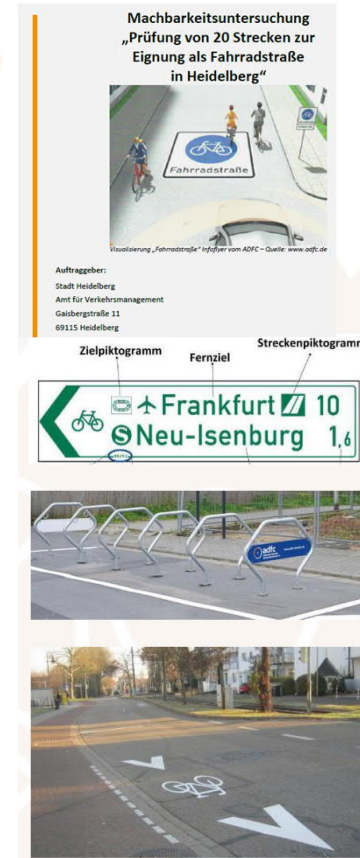 Machbarkeitsuntersuchung
„Prüfung von 20 Strecken zur
Eignung als Fahrradstraße
in Heidelberg“
Fahrradstraße
Visualisierung „Fahrradstraße“ Infoflyer vom ADFC – Quelle: www.adfc.de
Auftraggeber:
Stadt Heidelberg
Amt für Verkehrsmanagement
Gaisbergstraße 11
69115 Heidelberg
Zielpiktogramm
Fernziel
Streckenpiktogramm
Frankfurt 10
S Neu-Isenburg 1,6
adfc